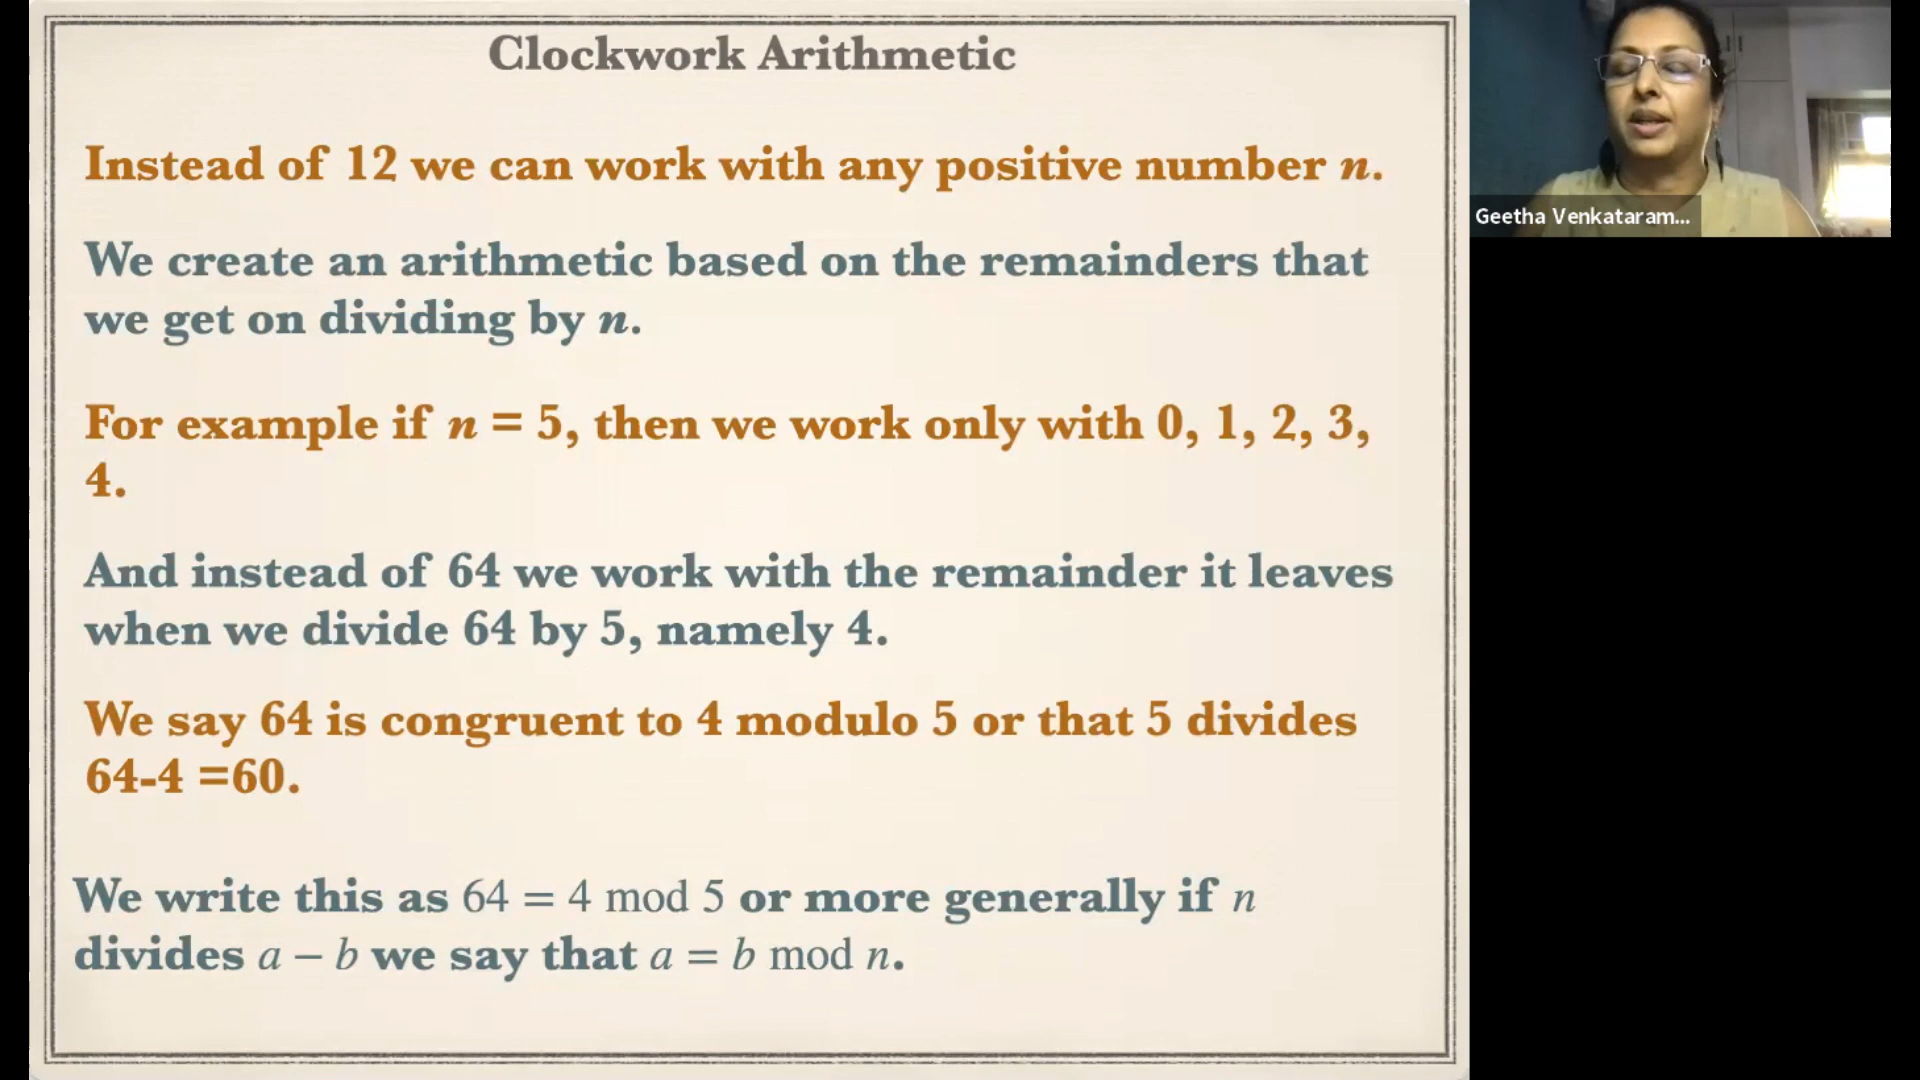 Clockwork Arithmetic
Instead of 12 we can work with any positive number n.
We create an arithmetic based on the remainders that
we get on dividing by n.
For example if n = 5, then we work only with 0, 1, 2, 3,
4.
And instead of 64 we work with the remainder it leaves
when we divide 64 by 5, namely 4.
We say 64 is congruent to 4 modulo 5 or that 5 divides
64-4 =60.
We write this as 64 = 4 mod 5 or more generally if n
divides a − b we say that a = b mod n.
Geetha Venkataram...